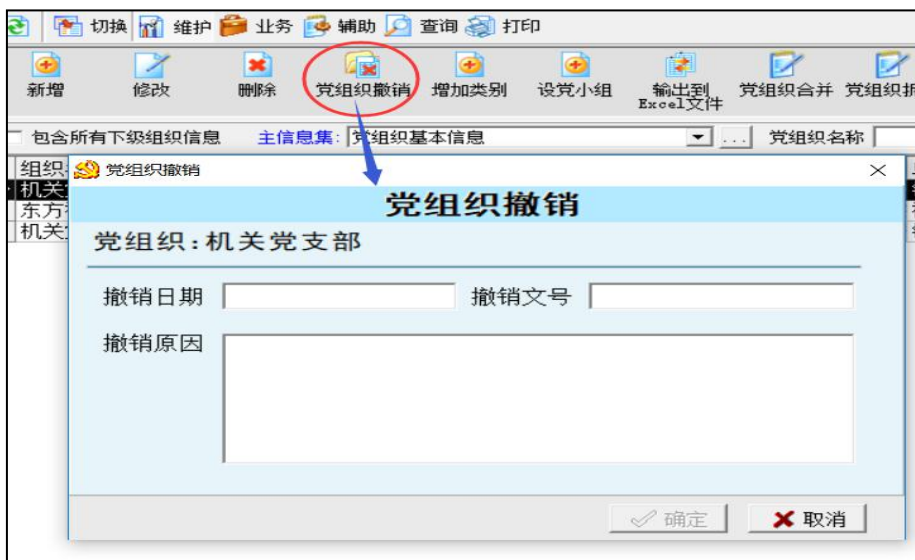 切换 维护 业务 辅助 查询 打印
新增 修改 删除 党组织撤销 增加类别 设党小组 输出到Excel文件 党组织合并 党组织
包含所有下级组织信息 主信息集: 党组织基本信息 ... 党组织名称
组织
党组织撤销
机关
东方
机关
党组织撤销
党组织:机关党支部
撤销日期 撤销文号
撤销原因
确定 取消